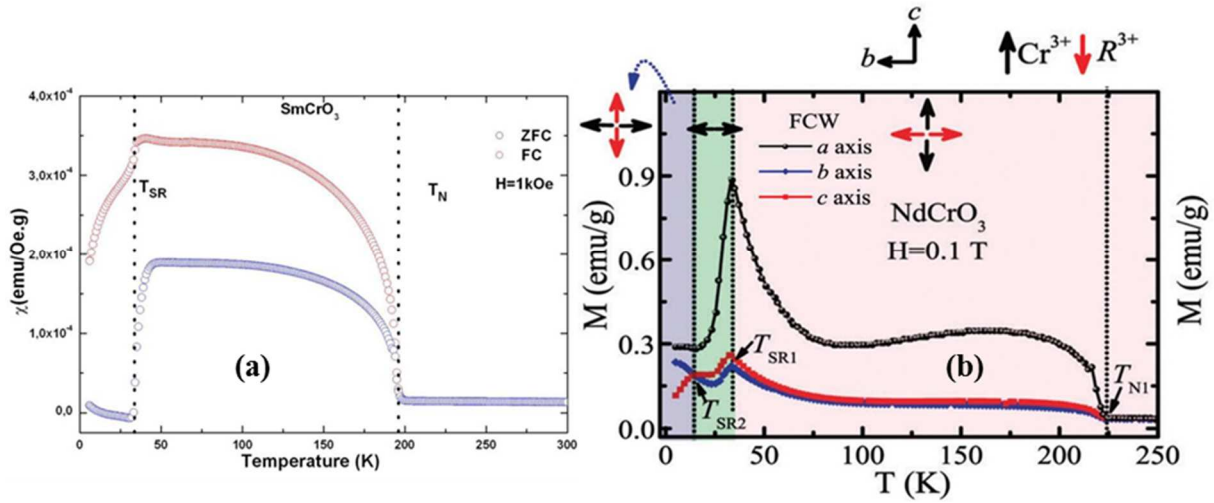 (a)
4,0x10⁻⁴
3,0x10⁻⁴
2,0x10⁻⁴
1,0x10⁻⁴
0,0
χ(emu/Oe.g)
SmCrO₃
ZFC
FC
H=1kOe
T_SR
T_N
(a)
0 50 100 150 200 250 300
Temperature (K)
c
b
Cr³⁺
R³⁺
FCW
a axis
b axis
c axis
NdCrO₃
H=0.1 T
0.9
0.6
0.3
0.0
M (emu/g)
M (emu/g)
T_SR1
T_SR2
T_N1
(b)
0 50 100 150 200 250
T (K)